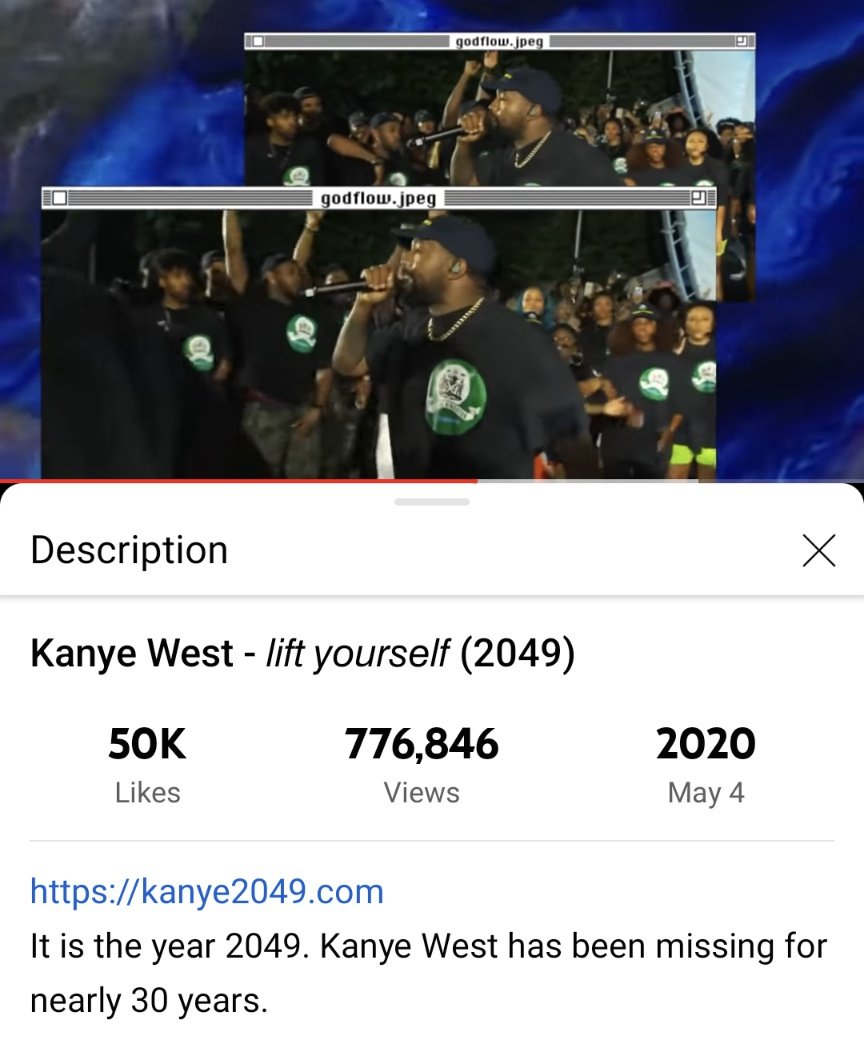 godflow.jpeg
godflow.jpeg
Description
Kanye West - lift yourself (2049)
50K 776,846 2020
Likes Views May 4
https://kanye2049.com
It is the year 2049. Kanye West has been missing for
nearly 30 years.